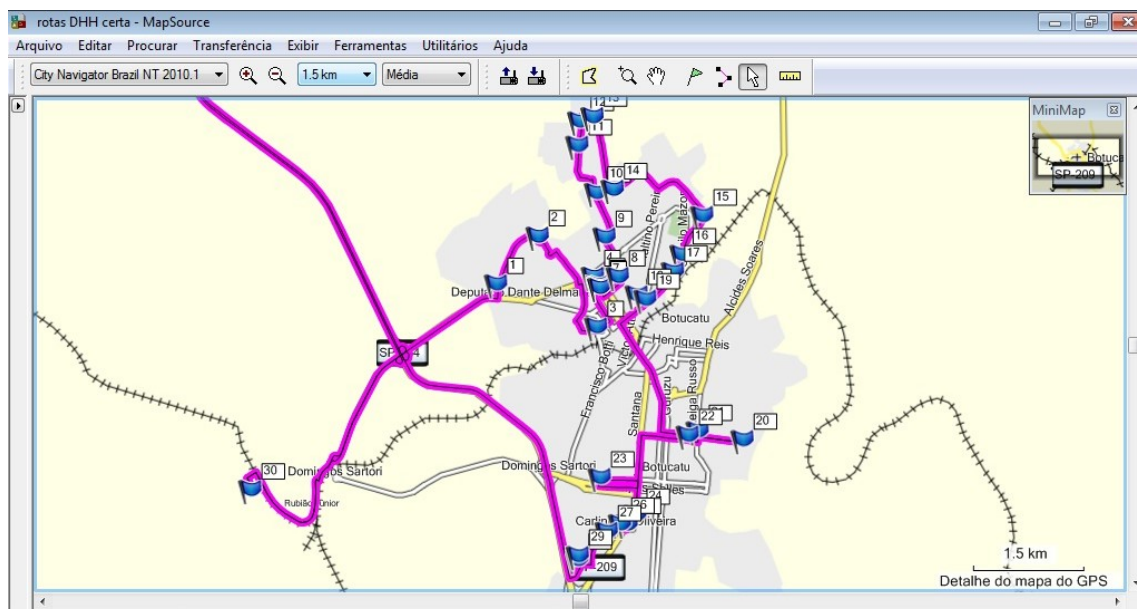 rotas DHH certa - MapSource
Arquivo Editar Procurar Transferência Exibir Ferramentas Utilitários Ajuda
City Navigator Brazil NT 2010.1 1.5 km Média
MiniMap
Botuca
SP-209
12
11
10 14
15
2
9
16
17
1
4 8
19
Deputado Dante Delma
Alcides Soares
3
Botucatu
Henrique Reis
Francisco Botti
Santana
22
20
30
Domingos Sartori
Domingos Sartori
23
Botucatu
Rubião Júnior
24
26
27
29
-209
1.5 km
Detalhe do mapa do GPS